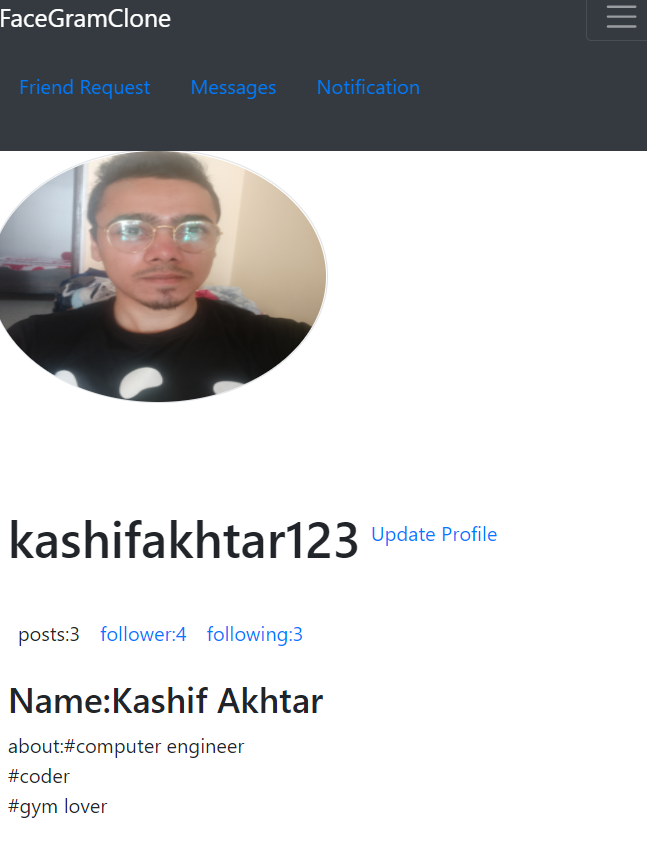 FaceGramClone
Friend Request Messages Notification
kashifakhtar123 Update Profile
posts:3 follower:4 following:3
Name:Kashif Akhtar
about:#computer engineer
#coder
#gym lover